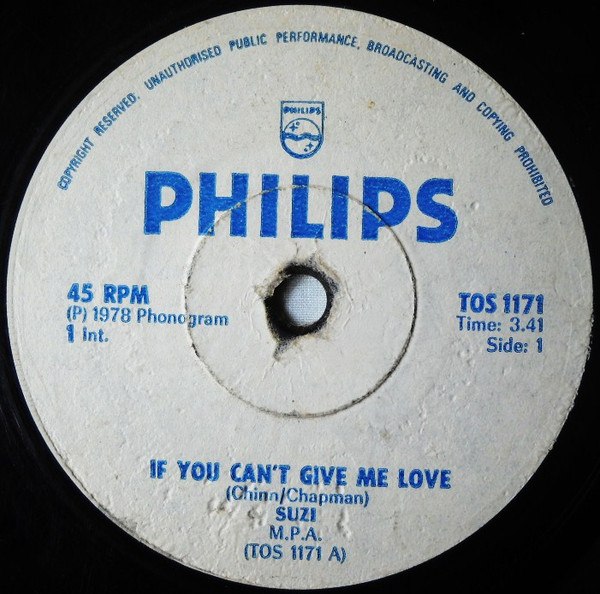 COPYRIGHT RESERVED. UNAUTHORISED PUBLIC PERFORMANCE, BROADCASTING AND COPYING PROHIBITED
PHILIPS
PHILIPS
45 RPM
(P) 1978 Phonogram
1 int.
TOS 1171
Time: 3.41
Side: 1
IF YOU CAN'T GIVE ME LOVE
(Chinn/Chapman)
SUZI
M.P.A.
(TOS 1171 A)